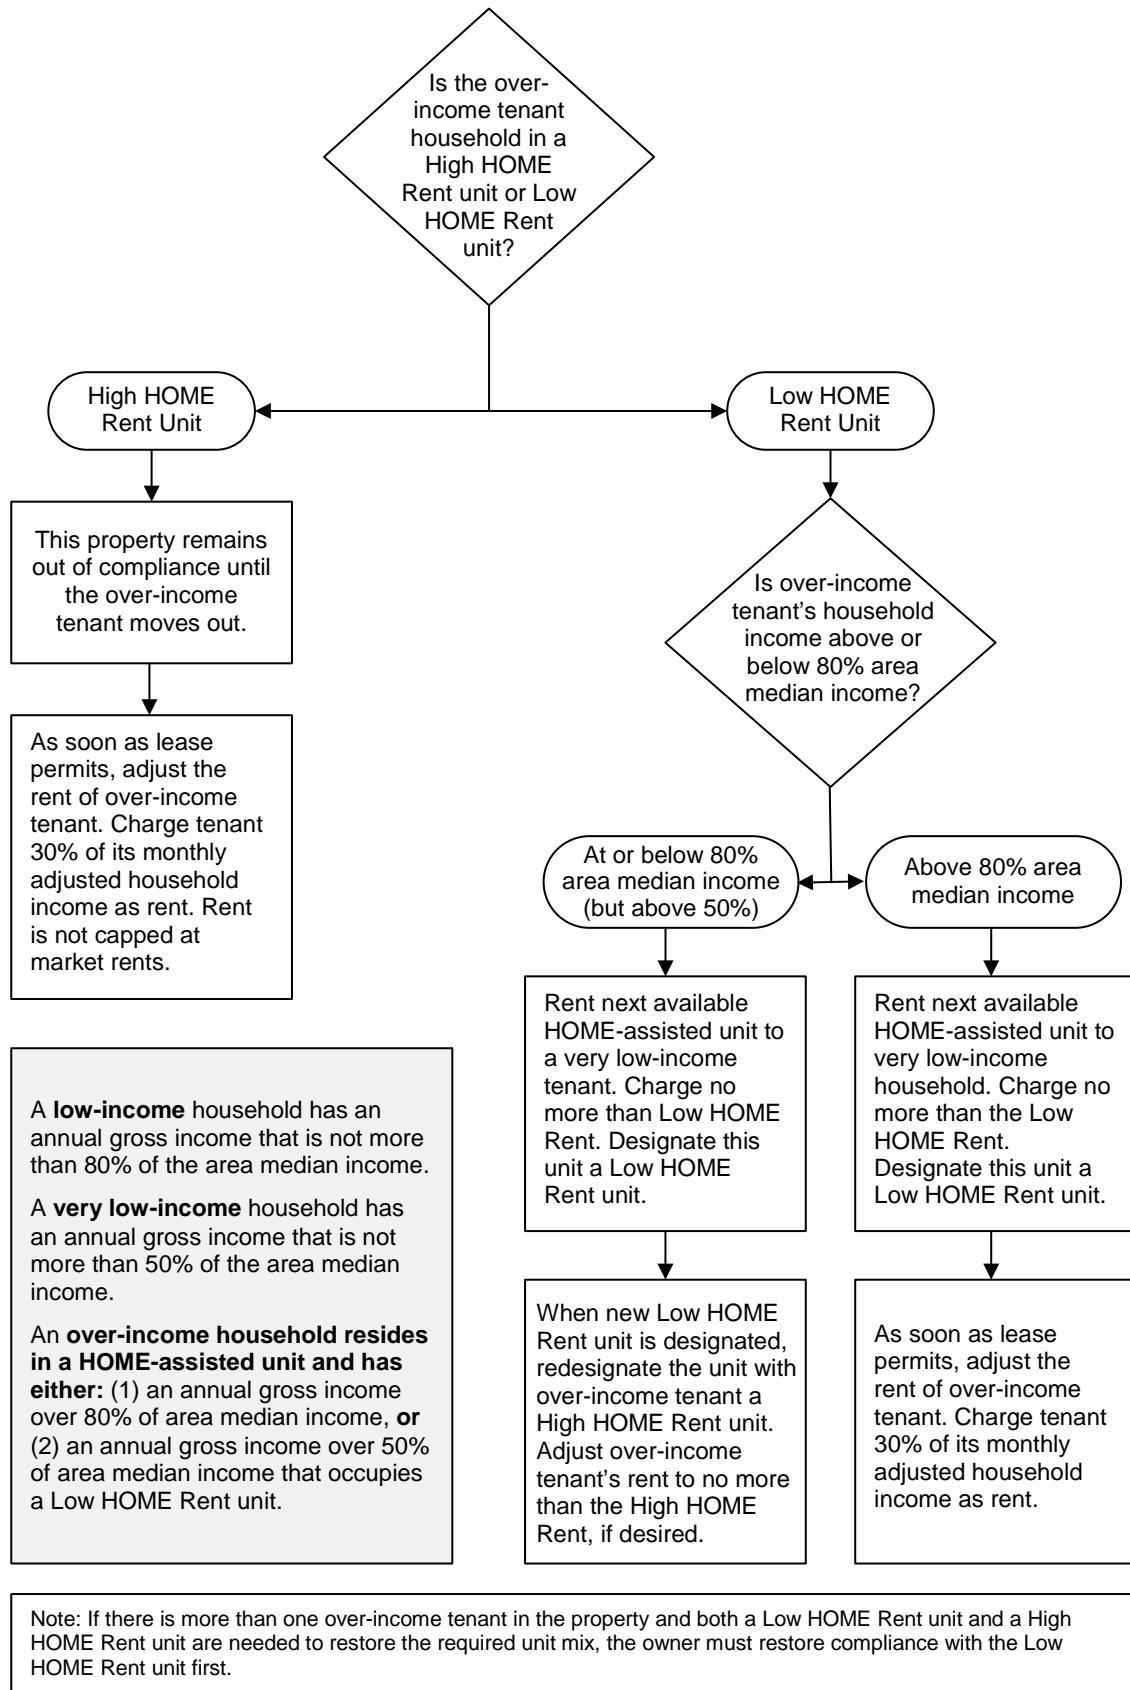 Is the over-
income tenant
household in a
High HOME
Rent unit or Low
HOME Rent
unit?
High HOME
Rent Unit
Low HOME
Rent Unit
This property remains
out of compliance until
the over-income
tenant moves out.
As soon as lease
permits, adjust the
rent of over-income
tenant. Charge tenant
30% of its monthly
adjusted household
income as rent. Rent
is not capped at
market rents.
Is over-income
tenant’s household
income above or
below 80% area
median income?
At or below 80%
area median income
(but above 50%)
Above 80% area
median income
Rent next available
HOME-assisted unit to
a very low-income
tenant. Charge no
more than Low HOME
Rent. Designate this
unit a Low HOME
Rent unit.
Rent next available
HOME-assisted unit to
very low-income
household. Charge no
more than the Low
HOME Rent.
Designate this unit a
Low HOME Rent unit.
When new Low HOME
Rent unit is designated,
redesignate the unit with
over-income tenant a
High HOME Rent unit.
Adjust over-income
tenant’s rent to no more
than the High HOME
Rent, if desired.
As soon as lease
permits, adjust the
rent of over-income
tenant. Charge tenant
30% of its monthly
adjusted household
income as rent.
A low-income household has an
annual gross income that is not more
than 80% of the area median income.
A very low-income household has
an annual gross income that is not
more than 50% of the area median
income.
An over-income household resides
in a HOME-assisted unit and has
either: (1) an annual gross income
over 80% of area median income, or
(2) an annual gross income over 50%
of area median income that occupies
a Low HOME Rent unit.
Note: If there is more than one over-income tenant in the property and both a Low HOME Rent unit and a High
HOME Rent unit are needed to restore the required unit mix, the owner must restore compliance with the Low
HOME Rent unit first.